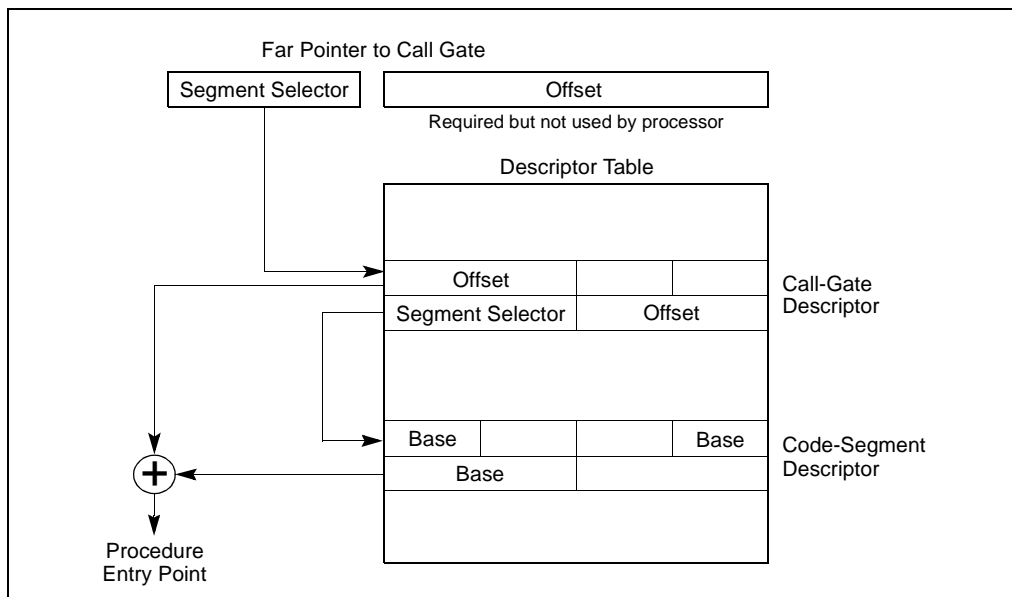 Far Pointer to Call Gate
Segment Selector
Offset
Required but not used by processor
Descriptor Table
Offset
Segment Selector
Offset
Call-Gate
Descriptor
Base
Base
Base
Code-Segment
Descriptor
+
Procedure
Entry Point